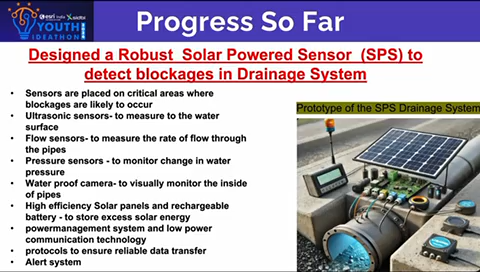 esri India
YOUTH
IDEATHON
Progress So Far
Designed a Robust Solar Powered Sensor (SPS) to
detect blockages in Drainage System
• Sensors are placed on critical areas where
blockages are likely to occur
• Ultrasonic sensors- to measure to the water
surface
• Flow sensors- to measure the rate of flow through
the pipes
• Pressure sensors - to monitor change in water
pressure
• Water proof camera- to visually monitor the inside
of pipes
• High efficiency Solar panels and rechargeable
battery - to store excess solar energy
• powermanagement system and low power
communication technology
• protocols to ensure reliable data transfer
• Alert system
Prototype of the SPS Drainage System